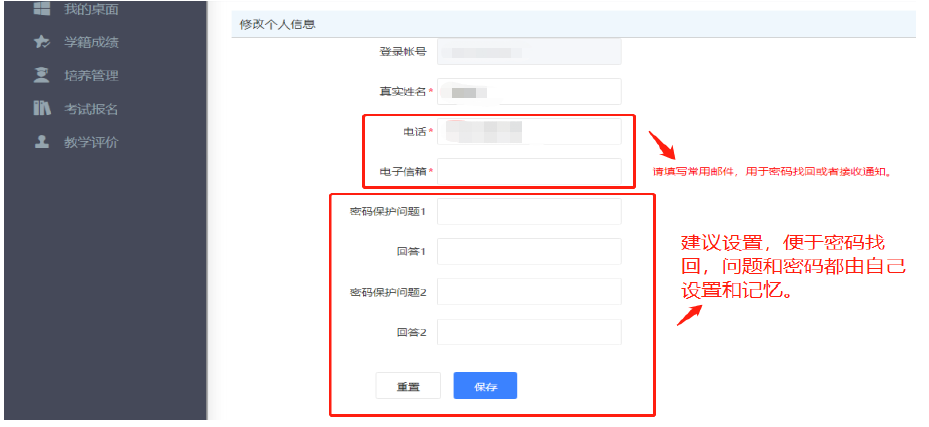 我的桌面
学籍成绩
培养管理
考试报名
教学评价
修改个人信息
登录帐号
真实姓名*
电话*
电子信箱*
请填写常用邮件，用于密码找回或者接收通知。
密码保护问题1
回答1
密码保护问题2
回答2
建议设置，便于密码找
回，问题和密码都由自己
设置和记忆。
重置
保存